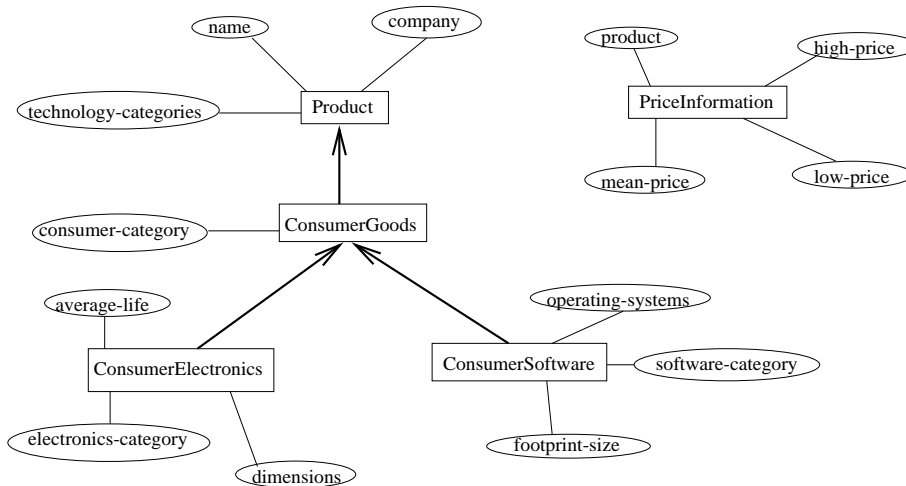 company
name
product
high-price
Product
PriceInformation
technology-categories
mean-price
low-price
ConsumerGoods
consumer-category
average-life
operating-systems
ConsumerElectronics
ConsumerSoftware
software-category
electronics-category
footprint-size
dimensions